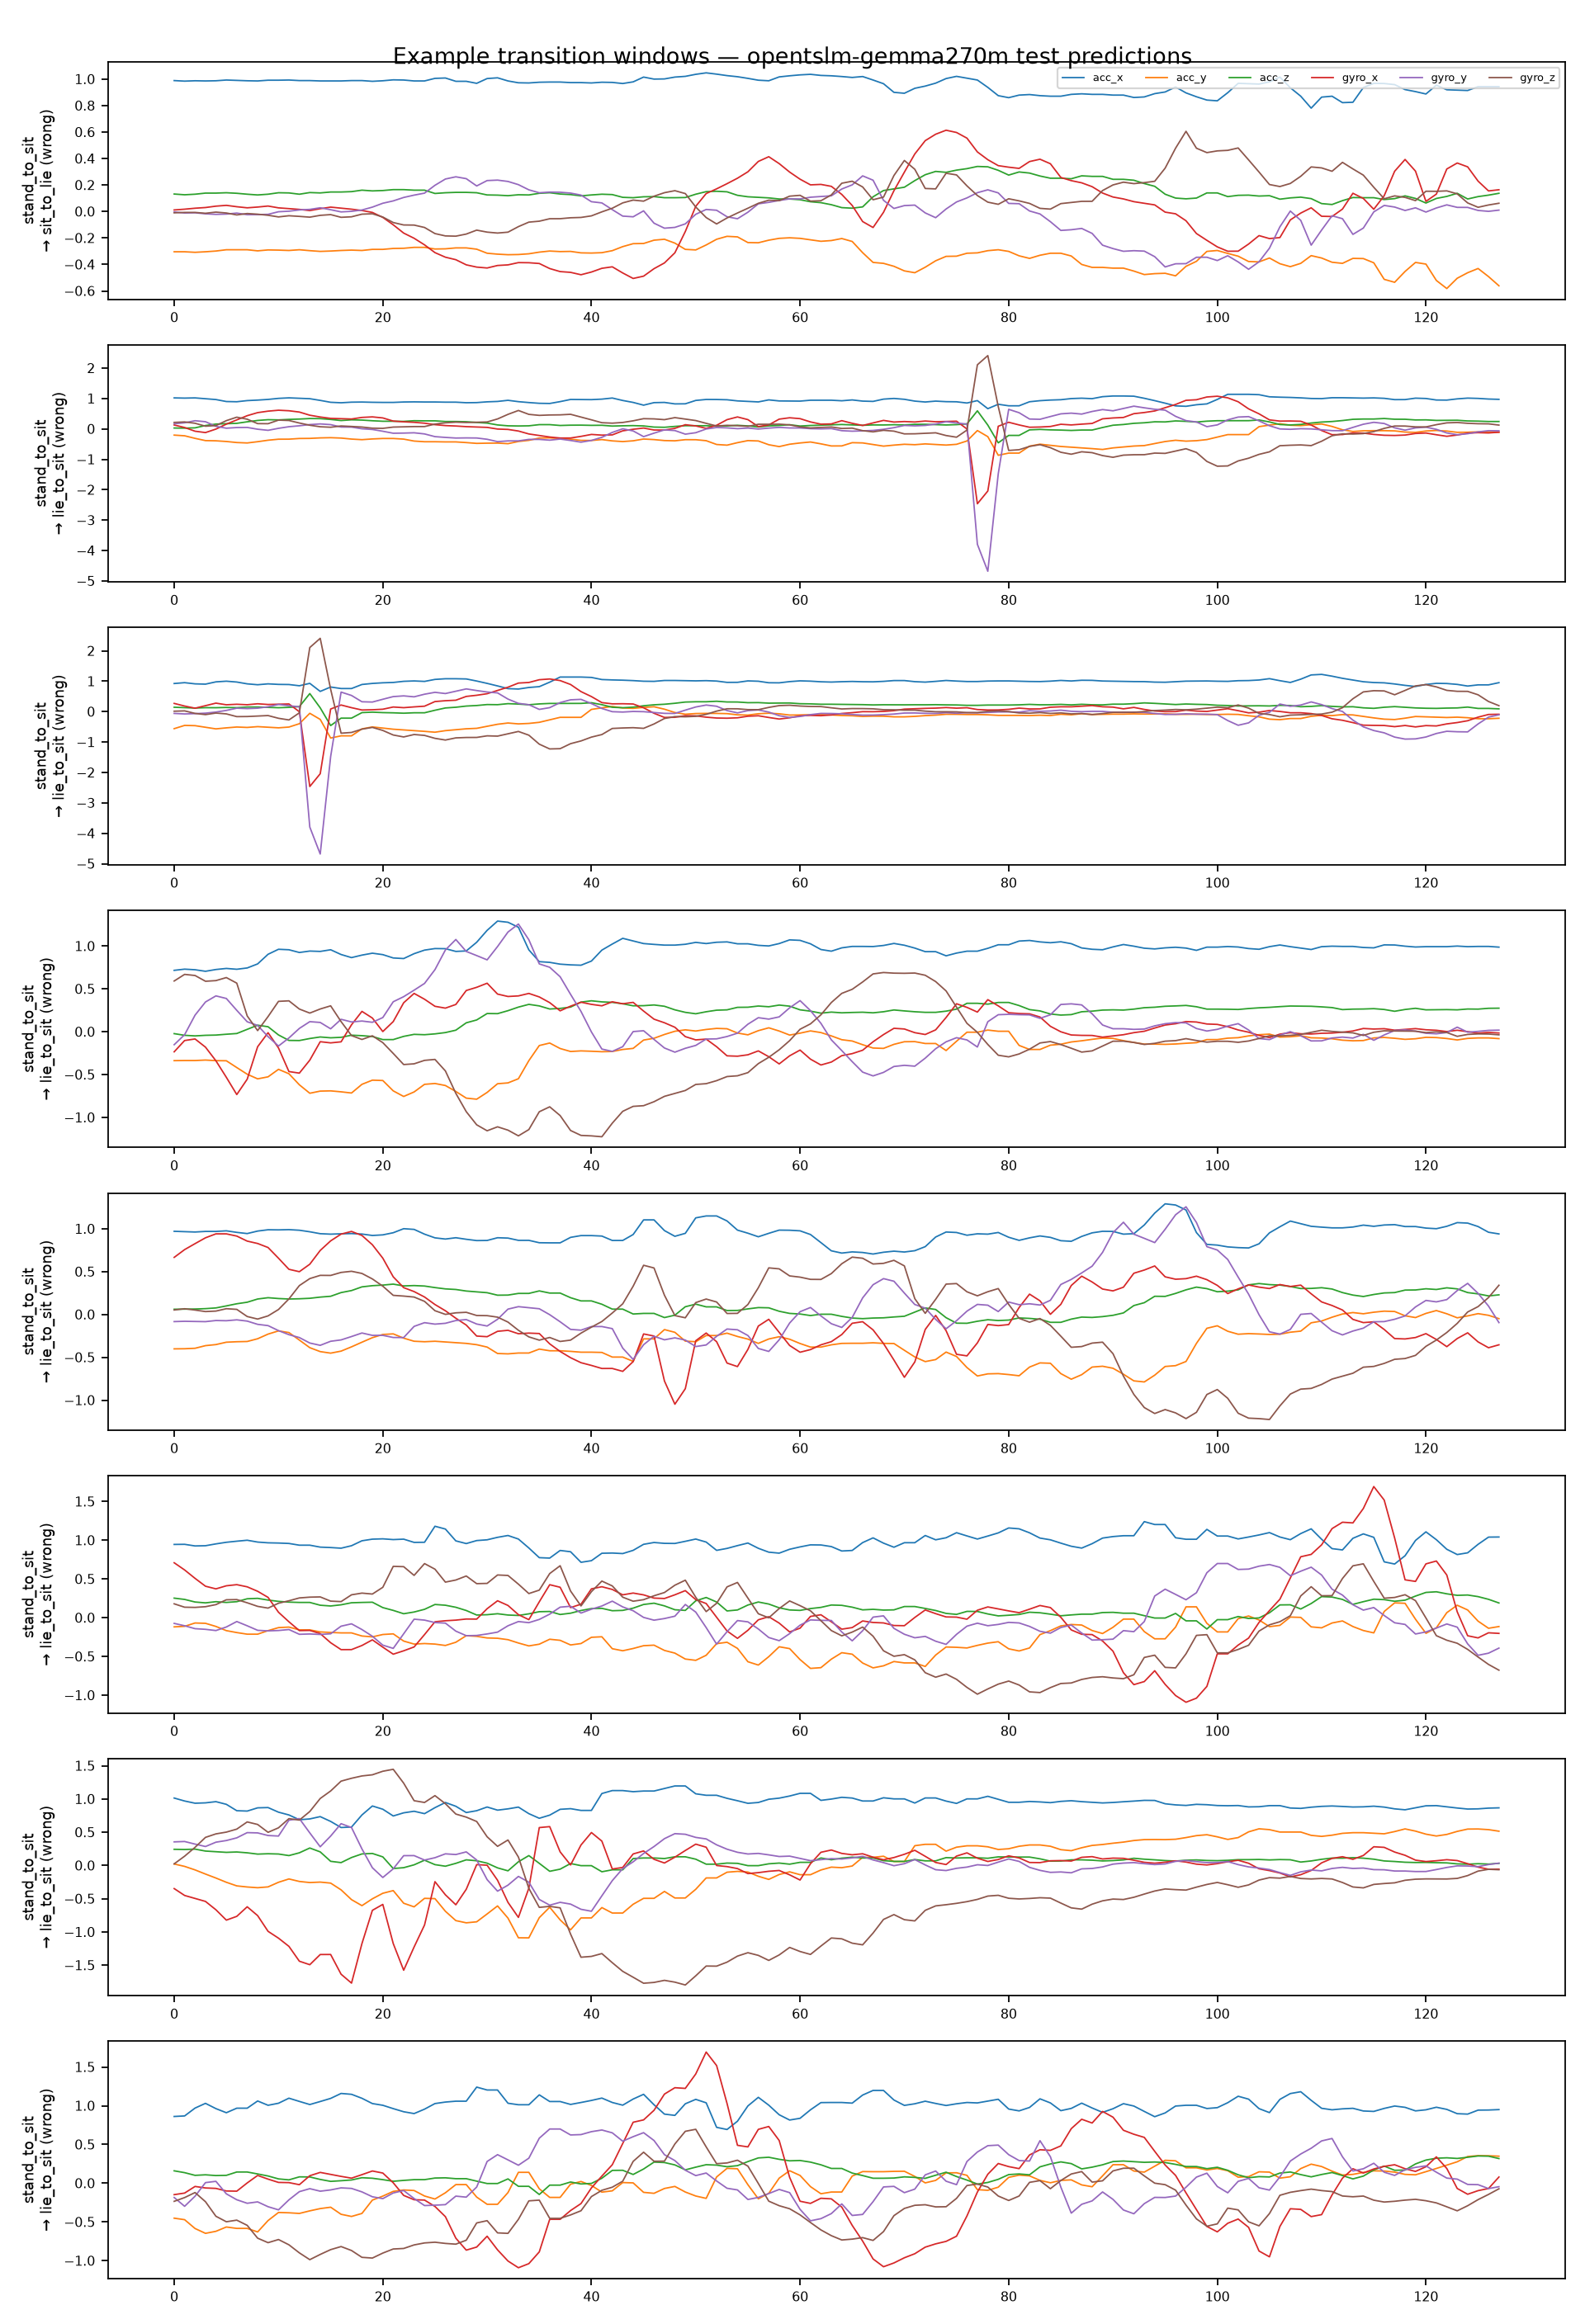 Example transition windows — opentslm-gemma270m test predictions
acc_x acc_y acc_z gyro_x gyro_y gyro_z
stand_to_sit
→ sit_to_lie (wrong)
1.0
0.8
0.6
0.4
0.2
0.0
−0.2
−0.4
−0.6
0 20 40 60 80 100 120
stand_to_sit
→ lie_to_sit (wrong)
2
1
0
−1
−2
−3
−4
−5
0 20 40 60 80 100 120
stand_to_sit
→ lie_to_sit (wrong)
2
1
0
−1
−2
−3
−4
−5
0 20 40 60 80 100 120
stand_to_sit
→ lie_to_sit (wrong)
1.0
0.5
0.0
−0.5
−1.0
0 20 40 60 80 100 120
stand_to_sit
→ lie_to_sit (wrong)
1.0
0.5
0.0
−0.5
−1.0
0 20 40 60 80 100 120
stand_to_sit
→ lie_to_sit (wrong)
1.5
1.0
0.5
0.0
−0.5
−1.0
0 20 40 60 80 100 120
stand_to_sit
→ lie_to_sit (wrong)
1.5
1.0
0.5
0.0
−0.5
−1.0
−1.5
0 20 40 60 80 100 120
stand_to_sit
→ lie_to_sit (wrong)
1.5
1.0
0.5
0.0
−0.5
−1.0
0 20 40 60 80 100 120